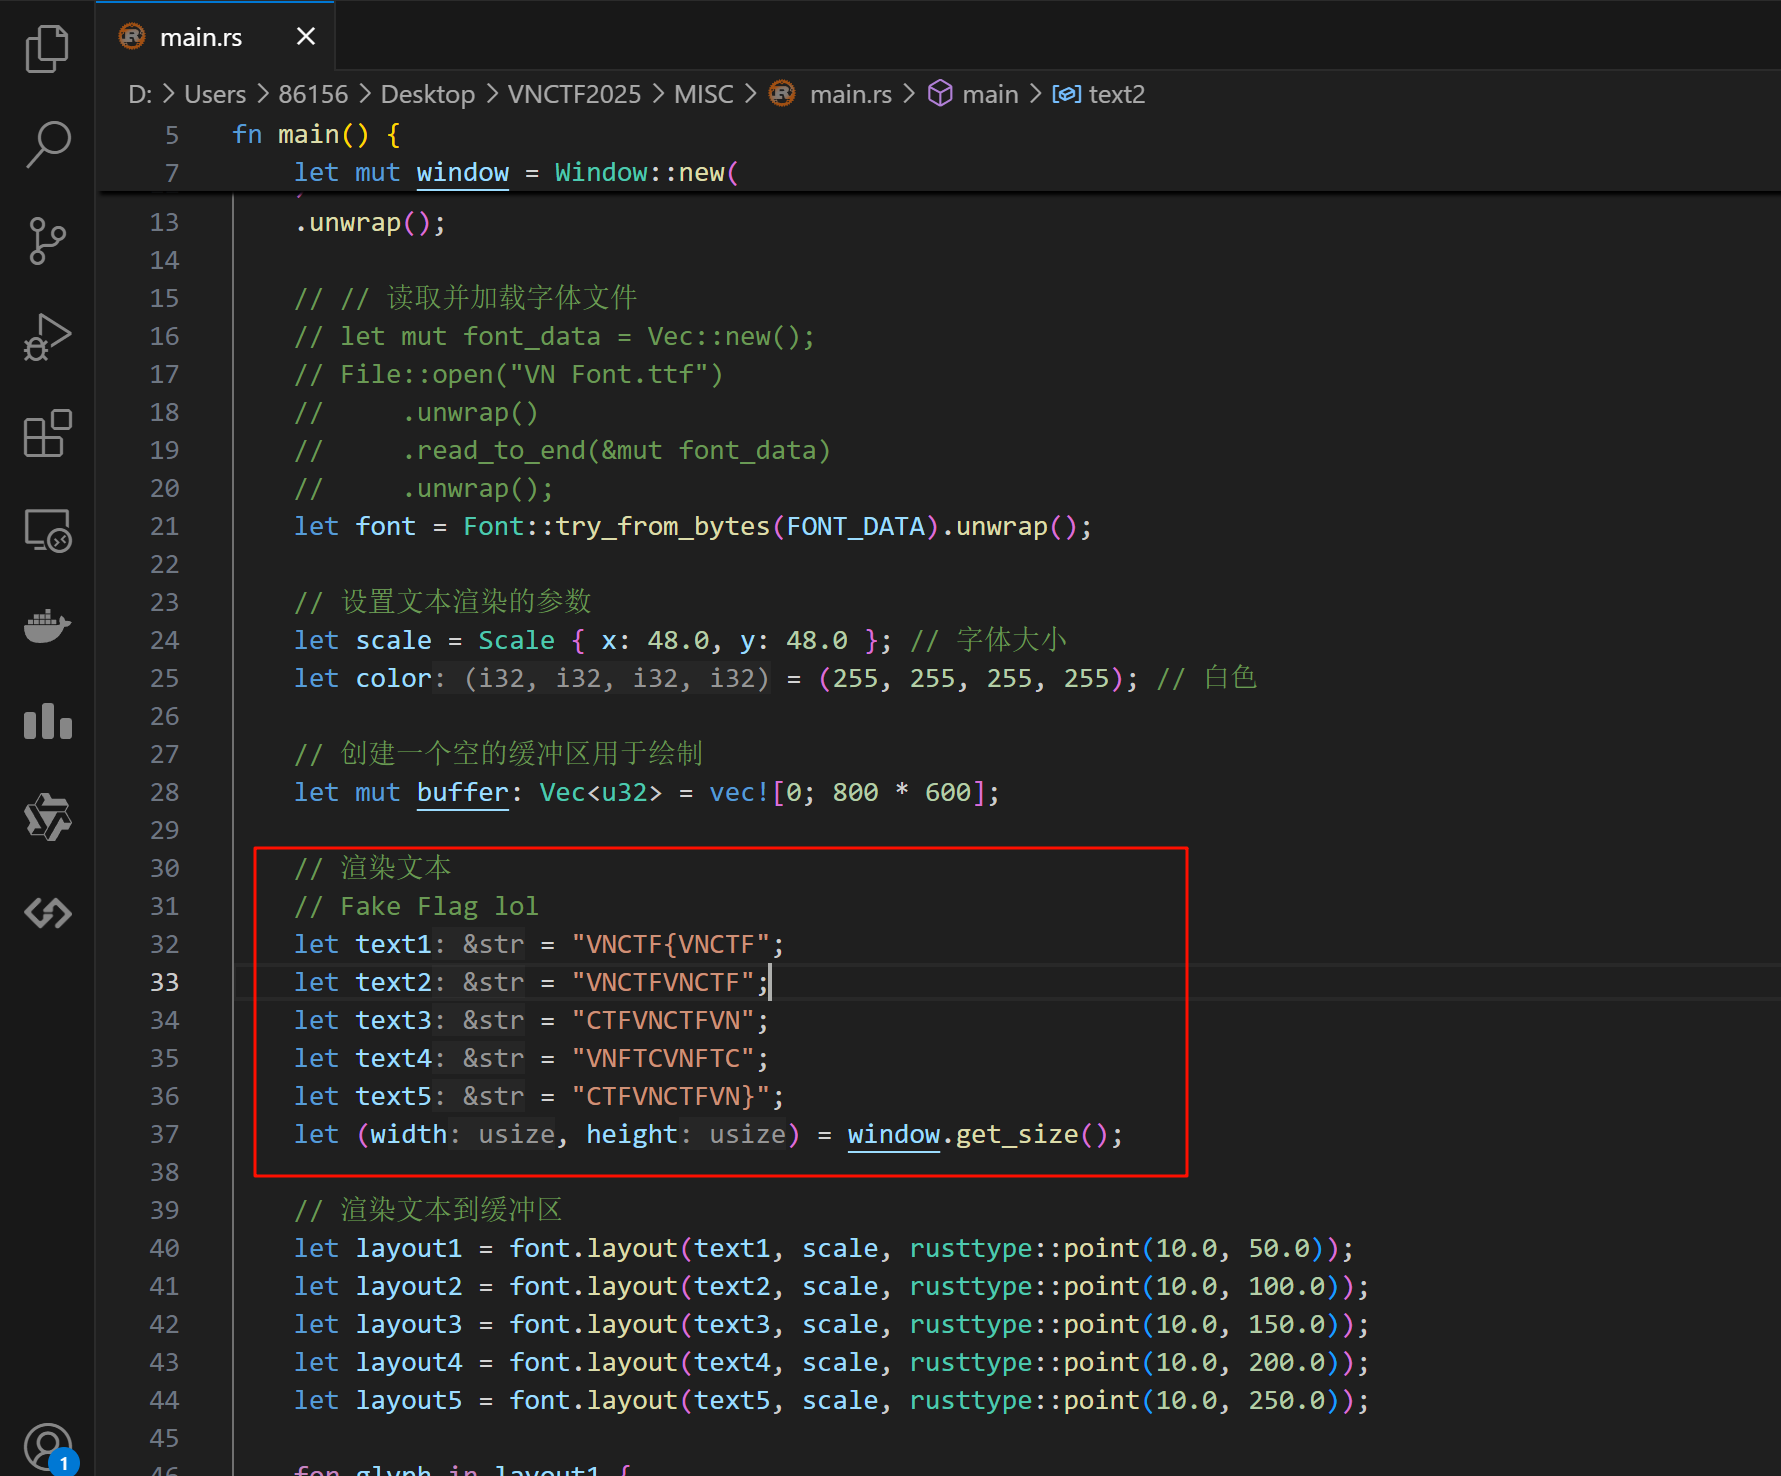 main.rs
D: > Users > 86156 > Desktop > VNCTF2025 > MISC > main.rs > main > text2
5 fn main() {
7 let mut window = Window::new(
13 .unwrap();
14
15 // // 读取并加载字体文件
16 // let mut font_data = Vec::new();
17 // File::open("VN Font.ttf")
18 // .unwrap()
19 // .read_to_end(&mut font_data)
20 // .unwrap();
21 let font = Font::try_from_bytes(FONT_DATA).unwrap();
22
23 // 设置文本渲染的参数
24 let scale = Scale { x: 48.0, y: 48.0 }; // 字体大小
25 let color: (i32, i32, i32, i32) = (255, 255, 255, 255); // 白色
26
27 // 创建一个空的缓冲区用于绘制
28 let mut buffer: Vec<u32> = vec![0; 800 * 600];
29
30 // 渲染文本
31 // Fake Flag lol
32 let text1: &str = "VNCTF{VNCTF";
33 let text2: &str = "VNCTFVNCTF";
34 let text3: &str = "CTFVNCTFVN";
35 let text4: &str = "VNFTCVNFTC";
36 let text5: &str = "CTFVNCTFVN}";
37 let (width: usize, height: usize) = window.get_size();
38
39 // 渲染文本到缓冲区
40 let layout1 = font.layout(text1, scale, rusttype::point(10.0, 50.0));
41 let layout2 = font.layout(text2, scale, rusttype::point(10.0, 100.0));
42 let layout3 = font.layout(text3, scale, rusttype::point(10.0, 150.0));
43 let layout4 = font.layout(text4, scale, rusttype::point(10.0, 200.0));
44 let layout5 = font.layout(text5, scale, rusttype::point(10.0, 250.0));
45
46 for glyph in layout1 {
1